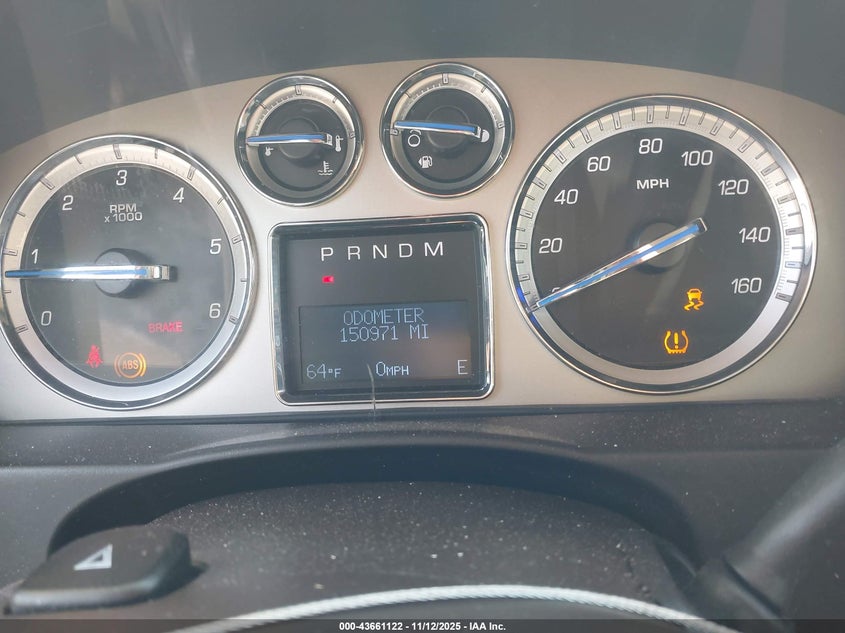 80
60
100
40
MPH
120
20
140
160
3
2
4
RPM
x 1000
1
5
0
6
BRAKE
ABS
P R N D M
ODOMETER
150971 MI
64°F
0MPH
E
000-43661122 - 11/12/2025 - IAA Inc.